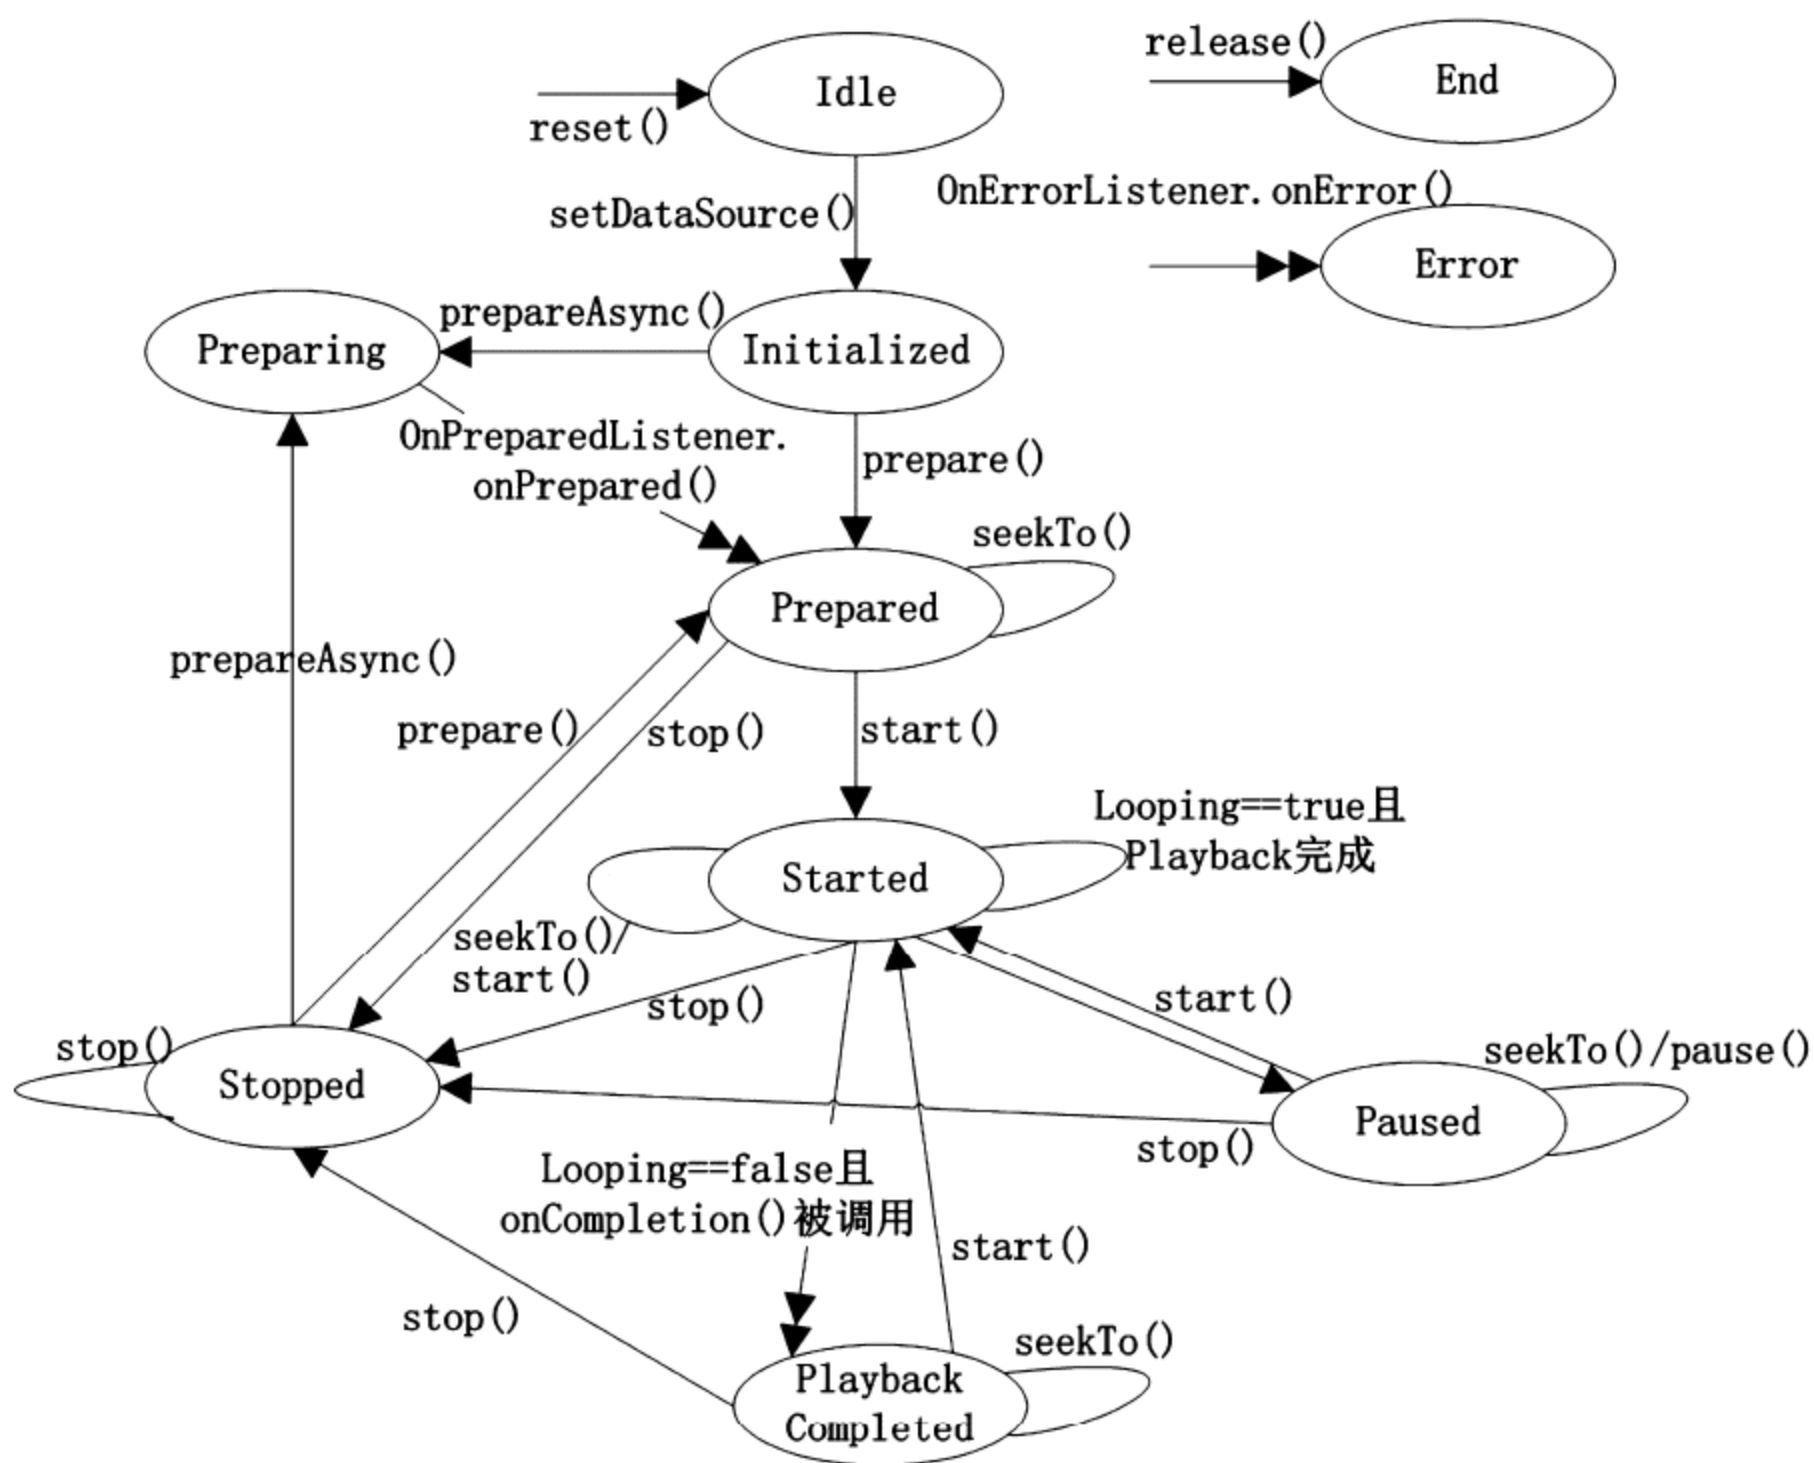 release()
Idle
End
reset()
OnErrorListener.onError()
setDataSource()
Error
prepareAsync()
Preparing
Initialized
OnPreparedListener.
onPrepared()
prepare()
seekTo()
Prepared
prepareAsync()
prepare()
stop()
start()
Looping==true且
Playback完成
Started
seekTo()/
start()
stop()
start()
stop()
Stopped
seekTo()/pause()
Paused
stop()
Looping==false且
onCompletion()被调用
start()
stop()
seekTo()
Playback
Completed